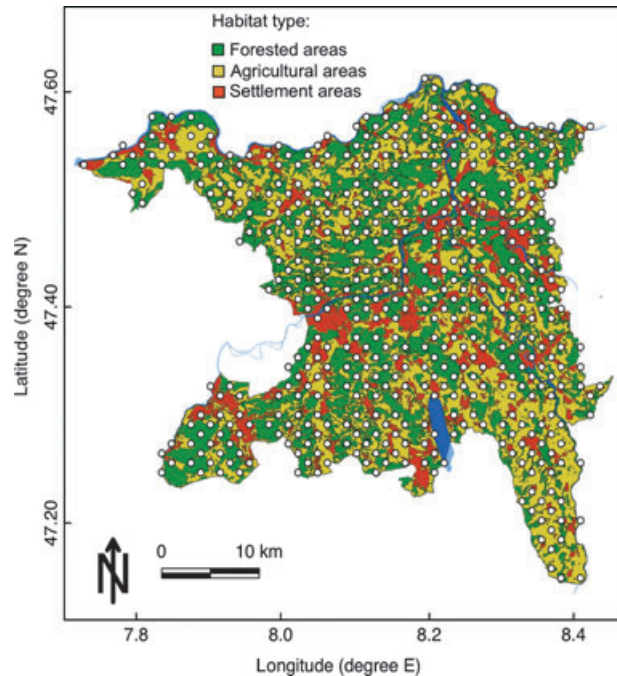 Habitat type:
Forested areas
Agricultural areas
Settlement areas
47.60
47.40
47.20
Latitude (degree N)
N
0 10 km
7.8 8.0 8.2 8.4
Longitude (degree E)